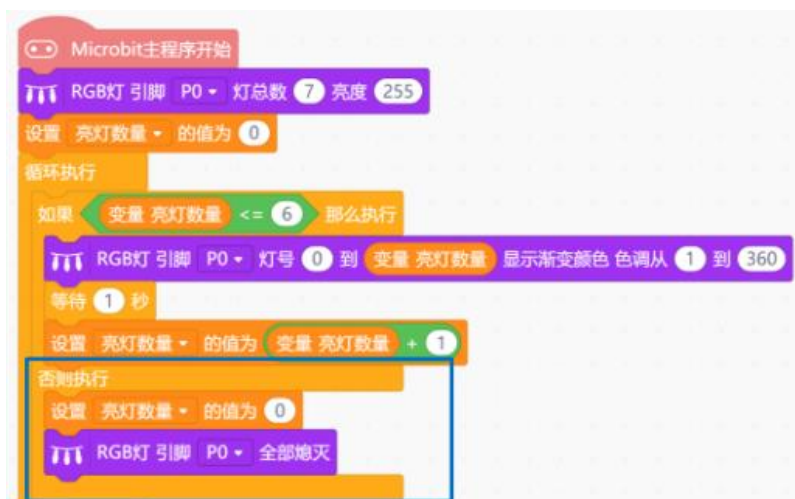 Microbit主程序开始
RGB灯 引脚 P0 灯总数 7 亮度 255
设置 亮灯数量 的值为 0
循环执行
如果 变量 亮灯数量 <= 6 那么执行
RGB灯 引脚 P0 灯号 0 到 变量 亮灯数量 显示渐变颜色 色调从 1 到 360
等待 1 秒
设置 亮灯数量 的值为 变量 亮灯数量 + 1
否则执行
设置 亮灯数量 的值为 0
RGB灯 引脚 P0 全部熄灭